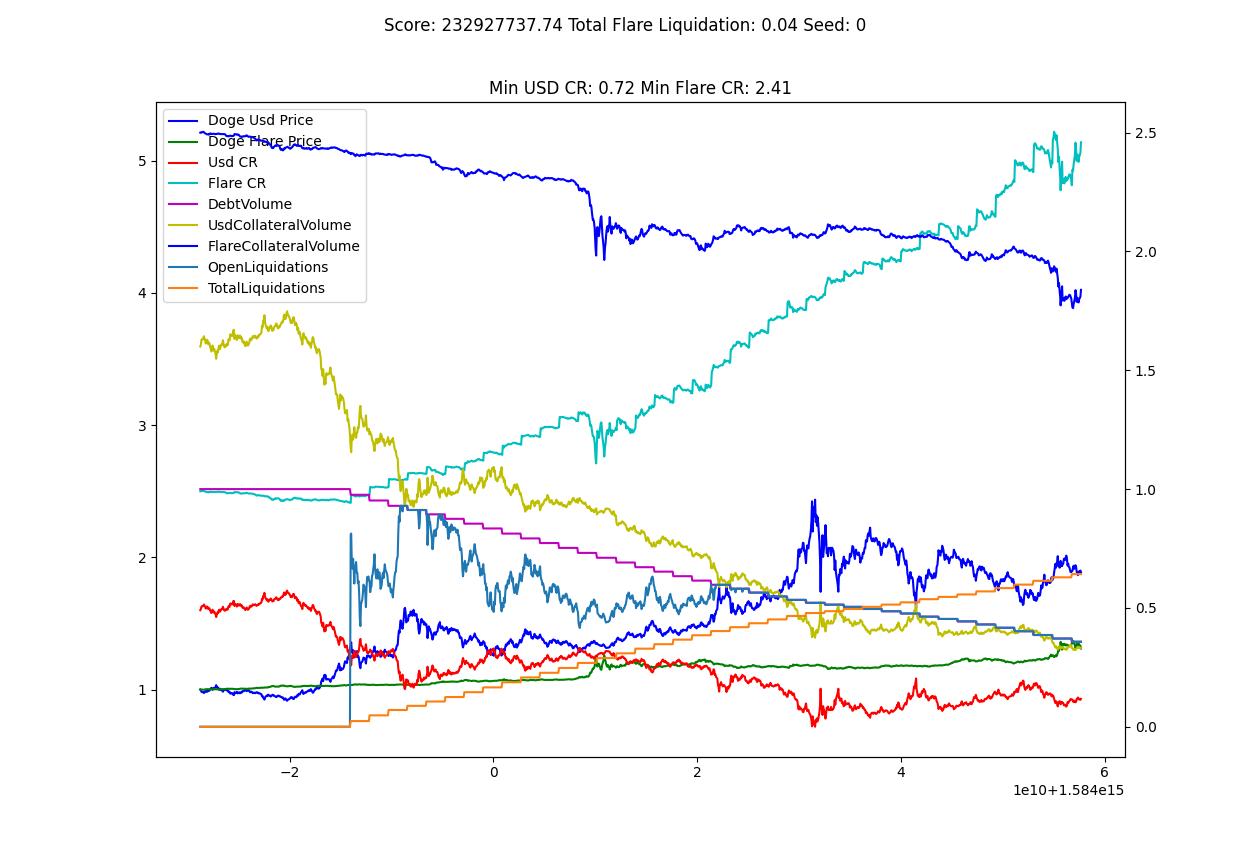 Score: 232927737.74 Total Flare Liquidation: 0.04 Seed: 0
Min USD CR: 0.72 Min Flare CR: 2.41
Doge Usd Price
Doge Flare Price
Usd CR
Flare CR
DebtVolume
UsdCollateralVolume
FlareCollateralVolume
OpenLiquidations
TotalLiquidations
5
4
3
2
1
2.5
2.0
1.5
1.0
0.5
0.0
−2
0
2
4
6
1e10+1.584e15